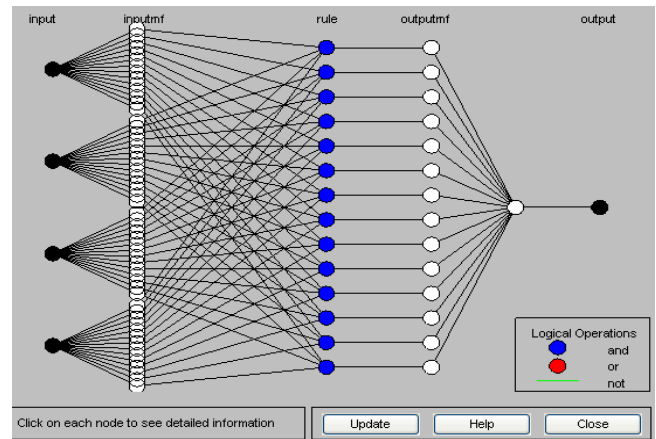 input
inputmf
rule
outputmf
output
Logical Operations
and
or
not
Click on each node to see detailed information
Update
Help
Close